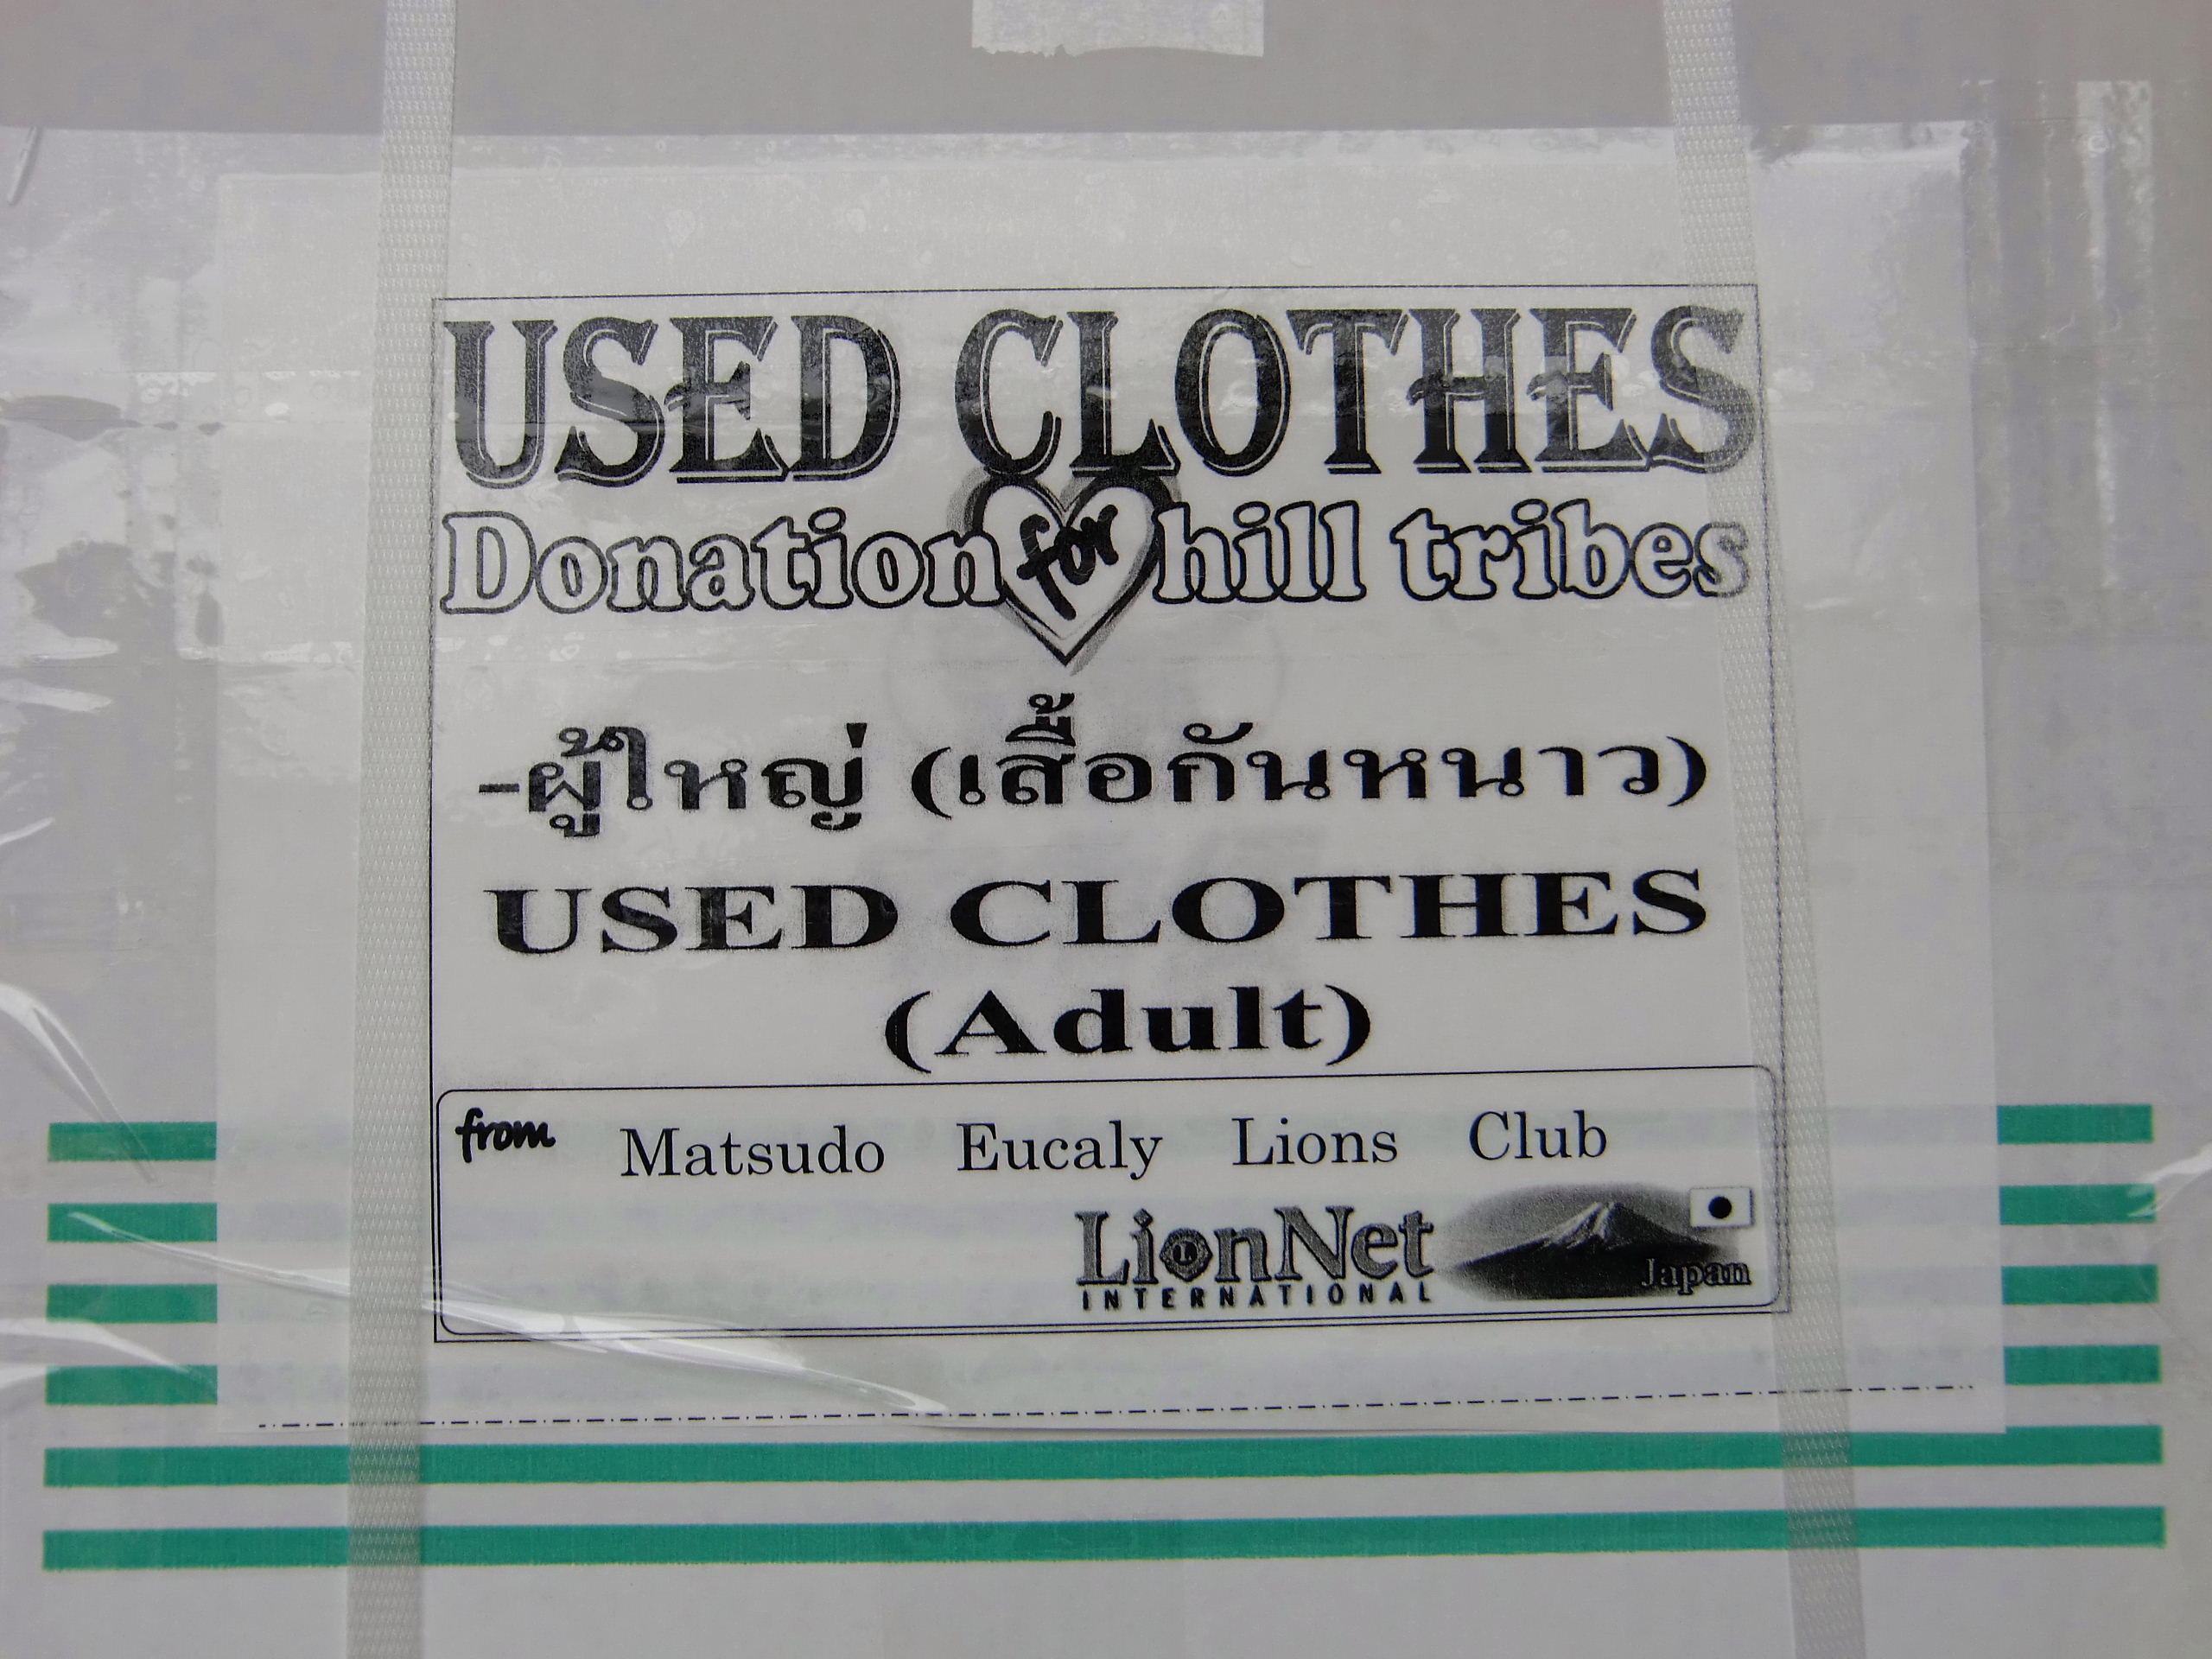 USED CLOTHES
Donation for hill tribes
-ผู้ใหญ่ (เสื้อกันหนาว)
USED CLOTHES
(Adult)
from Matsudo Eucaly Lions Club
LionNet
INTERNATIONAL
Japan